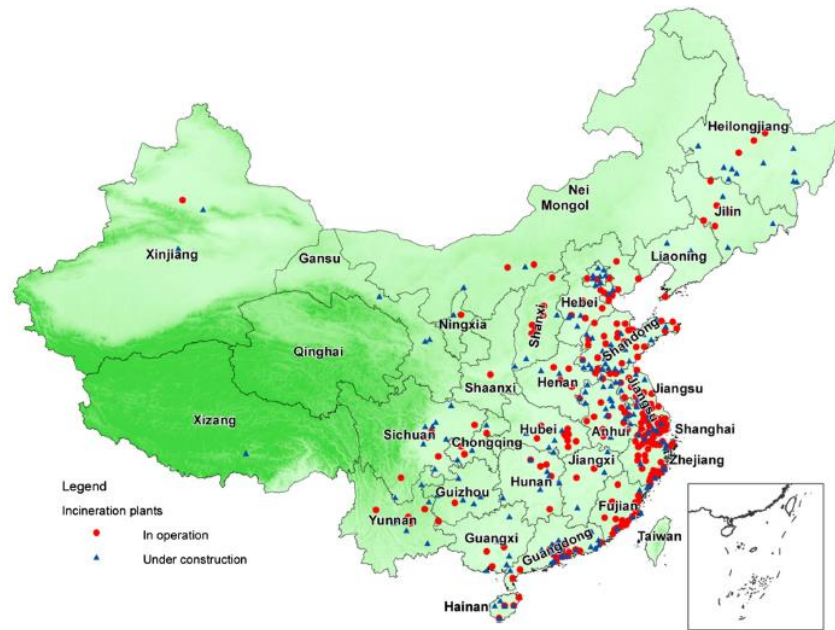 Heilongjiang
Nei
Mongol
Jilin
Xinjiang
Gansu
Liaoning
Hebei
Ningxia
Shanxi
Shandong
Qinghai
Shaanxi
Henan
Jiangsu
Jiangsu
Xizang
Sichuan
Chongqing
Hubei
Anhui
Shanghai
Zhejiang
Jiangxi
Hunan
Guizhou
Fujian
Yunnan
Guangxi
Guangdong
Taiwan
Hainan
Legend
Incineration plants
In operation
Under construction